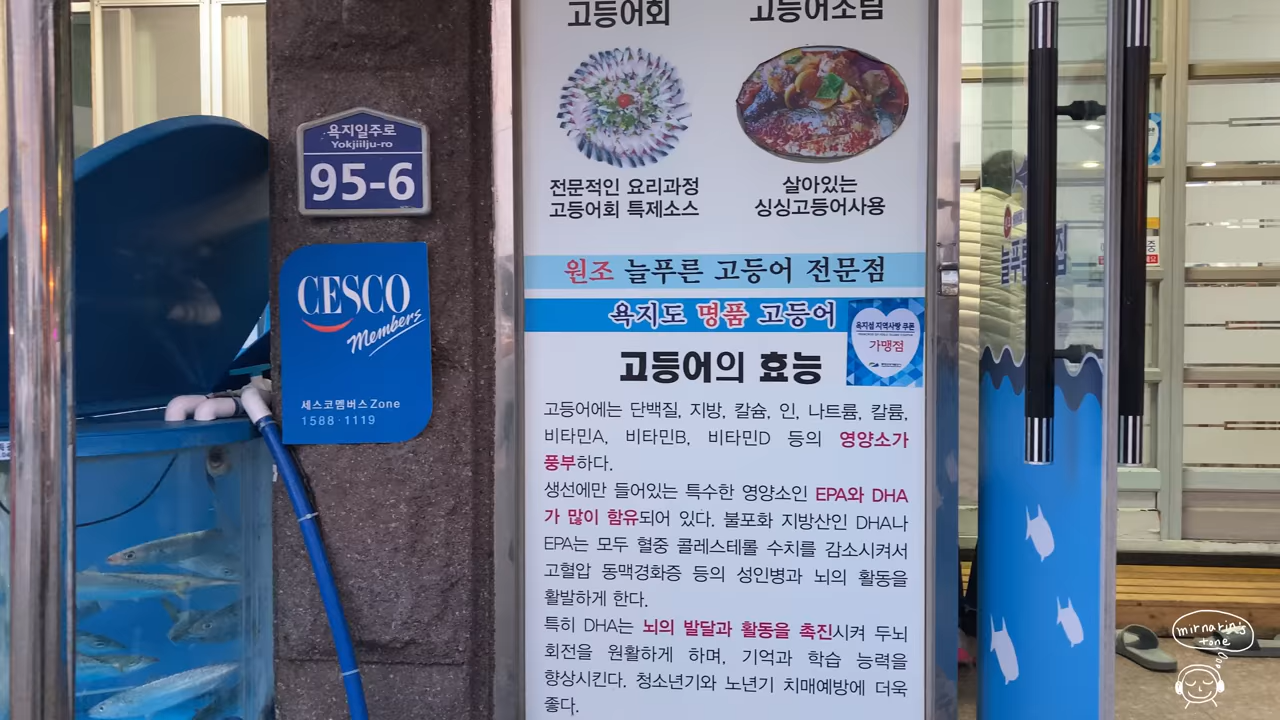 욕지일주로
Yokjiilju-ro
95-6
CESCO
Members
세스코멤버스Zone
1588·1119
고등어회
고등어조림
전문적인 요리과정
고등어회 특제소스
살아있는
싱싱고등어사용
원조 늘푸른 고등어 전문점
욕지도 명품 고등어
욕지섬 지역사랑 쿠폰
가맹점
고등어의 효능
고등어에는 단백질, 지방, 칼슘, 인, 나트륨, 칼륨,
비타민A, 비타민B, 비타민D 등의 영양소가
풍부하다.
생선에만 들어있는 특수한 영양소인 EPA와 DHA
가 많이 함유되어 있다. 불포화 지방산인 DHA나
EPA는 모두 혈중 콜레스테롤 수치를 감소시켜서
고혈압 동맥경화증 등의 성인병과 뇌의 활동을
활발하게 한다.
특히 DHA는 뇌의 발달과 활동을 촉진시켜 두뇌
회전을 원활하게 하며, 기억과 학습 능력을
향상시킨다. 청소년기와 노년기 치매예방에 더욱
좋다.
늘푸른 집
중
mirnarin's
tone